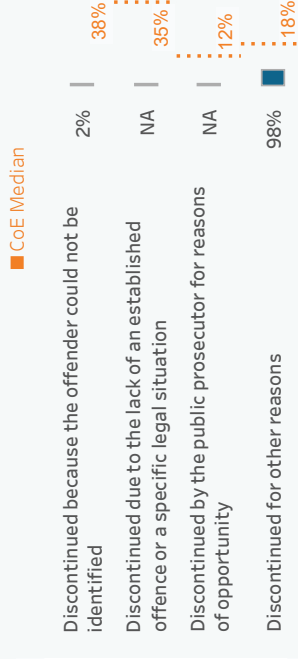 CoE Median
Discontinued because the offender could not be
identified
2%
38%
Discontinued due to the lack of an established
offence or a specific legal situation
NA
35%
Discontinued by the public prosecutor for reasons
of opportunity
NA
12%
Discontinued for other reasons
98%
18%